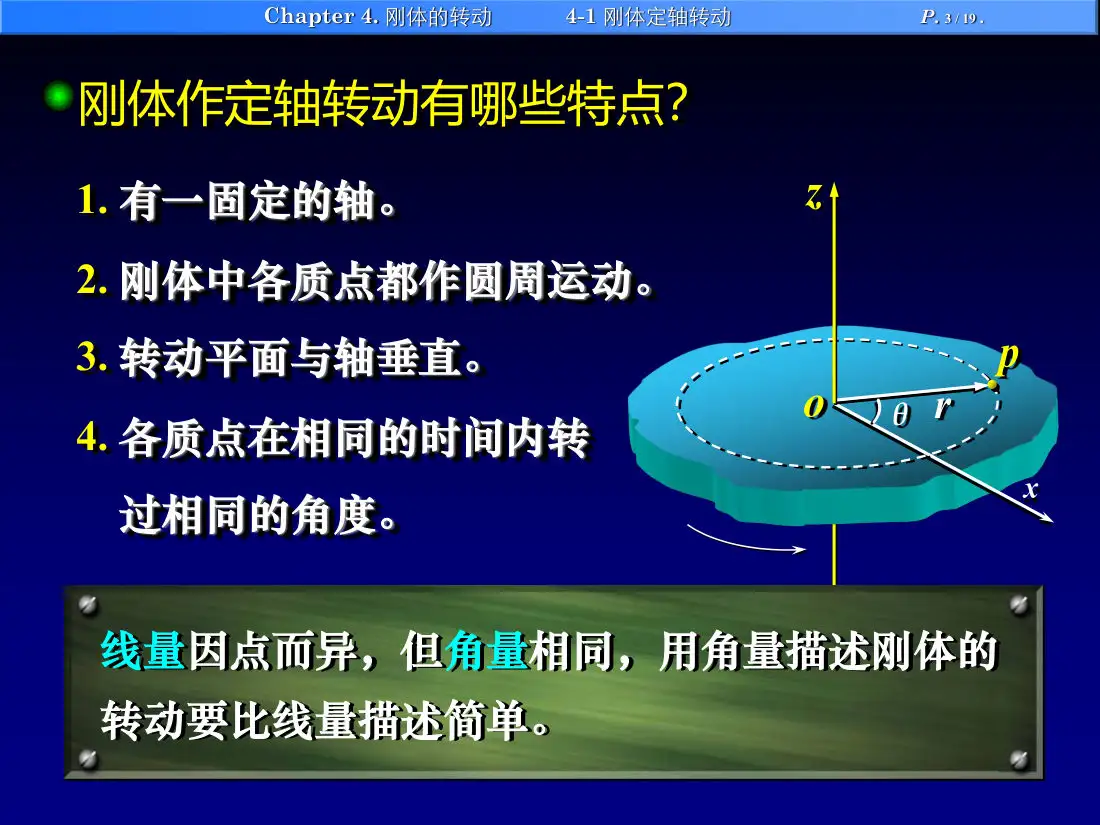 Chapter 4. 刚体的转动 4-1 刚体定轴转动 P. 3 / 19 .
刚体作定轴转动有哪些特点?
1. 有一固定的轴。
2. 刚体中各质点都作圆周运动。
3. 转动平面与轴垂直。
4. 各质点在相同的时间内转
过相同的角度。
z
p
o
θ
r
x
线量因点而异，但角量相同，用角量描述刚体的
转动要比线量描述简单。